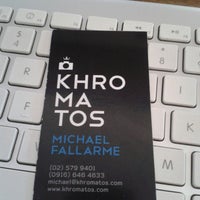 KHRO
MA
TOS
MICHAEL
FALLARME
(02) 579 9401
(0916) 646 4633
michael@khromatos.com
www.khromatos.com